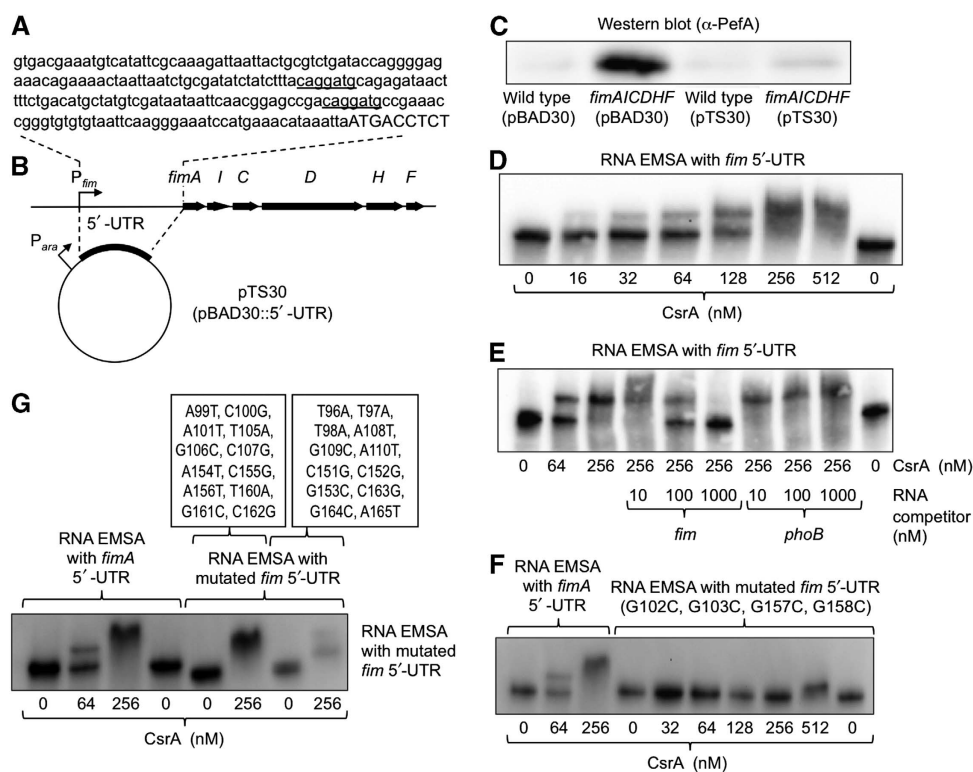 A
gtgacgaaatgtcatattcgcaaagattaattactgcgtctgataccaggggag
aaacagaaaactaattaatctgcgatatctatctttacaggatgcagagataact
tttctgacatgctatgtcgataataattcaacggagccgacaggatgccgaaac
cgggtgtgtgtaattcaagggaaatccatgaaacataaattaATGACCTCT
B
Pfim
fimA I C D H F
5′-UTR
Para
pTS30
(pBAD30::5′-UTR)
C
Western blot (α-PefA)
Wild type fimAICDHF Wild type fimAICDHF
(pBAD30) (pBAD30) (pTS30) (pTS30)
D
RNA EMSA with fim 5′-UTR
0 16 32 64 128 256 512 0
CsrA (nM)
E
RNA EMSA with fim 5′-UTR
0 64 256 256 256 256 256 256 256 0 CsrA (nM)
10 100 1000 10 100 1000 RNA
competitor
(nM)
fim phoB
F
RNA EMSA
with fimA
5′-UTR
RNA EMSA with mutated fim 5′-UTR
(G102C, G103C, G157C, G158C)
0 64 256 0 32 64 128 256 512 0
CsrA (nM)
G
A99T, C100G,
A101T, T105A,
G106C, C107G,
A154T, C155G,
A156T, T160A,
G161C, C162G
T96A, T97A,
T98A, A108T,
G109C, A110T,
C151G, C152G,
G153C, C163G,
G164C, A165T
RNA EMSA
with fimA
5′-UTR
RNA EMSA with
mutated fim 5′-UTR
RNA EMSA
with mutated
fim 5′-UTR
0 64 256 0 0 256 0 256
CsrA (nM)